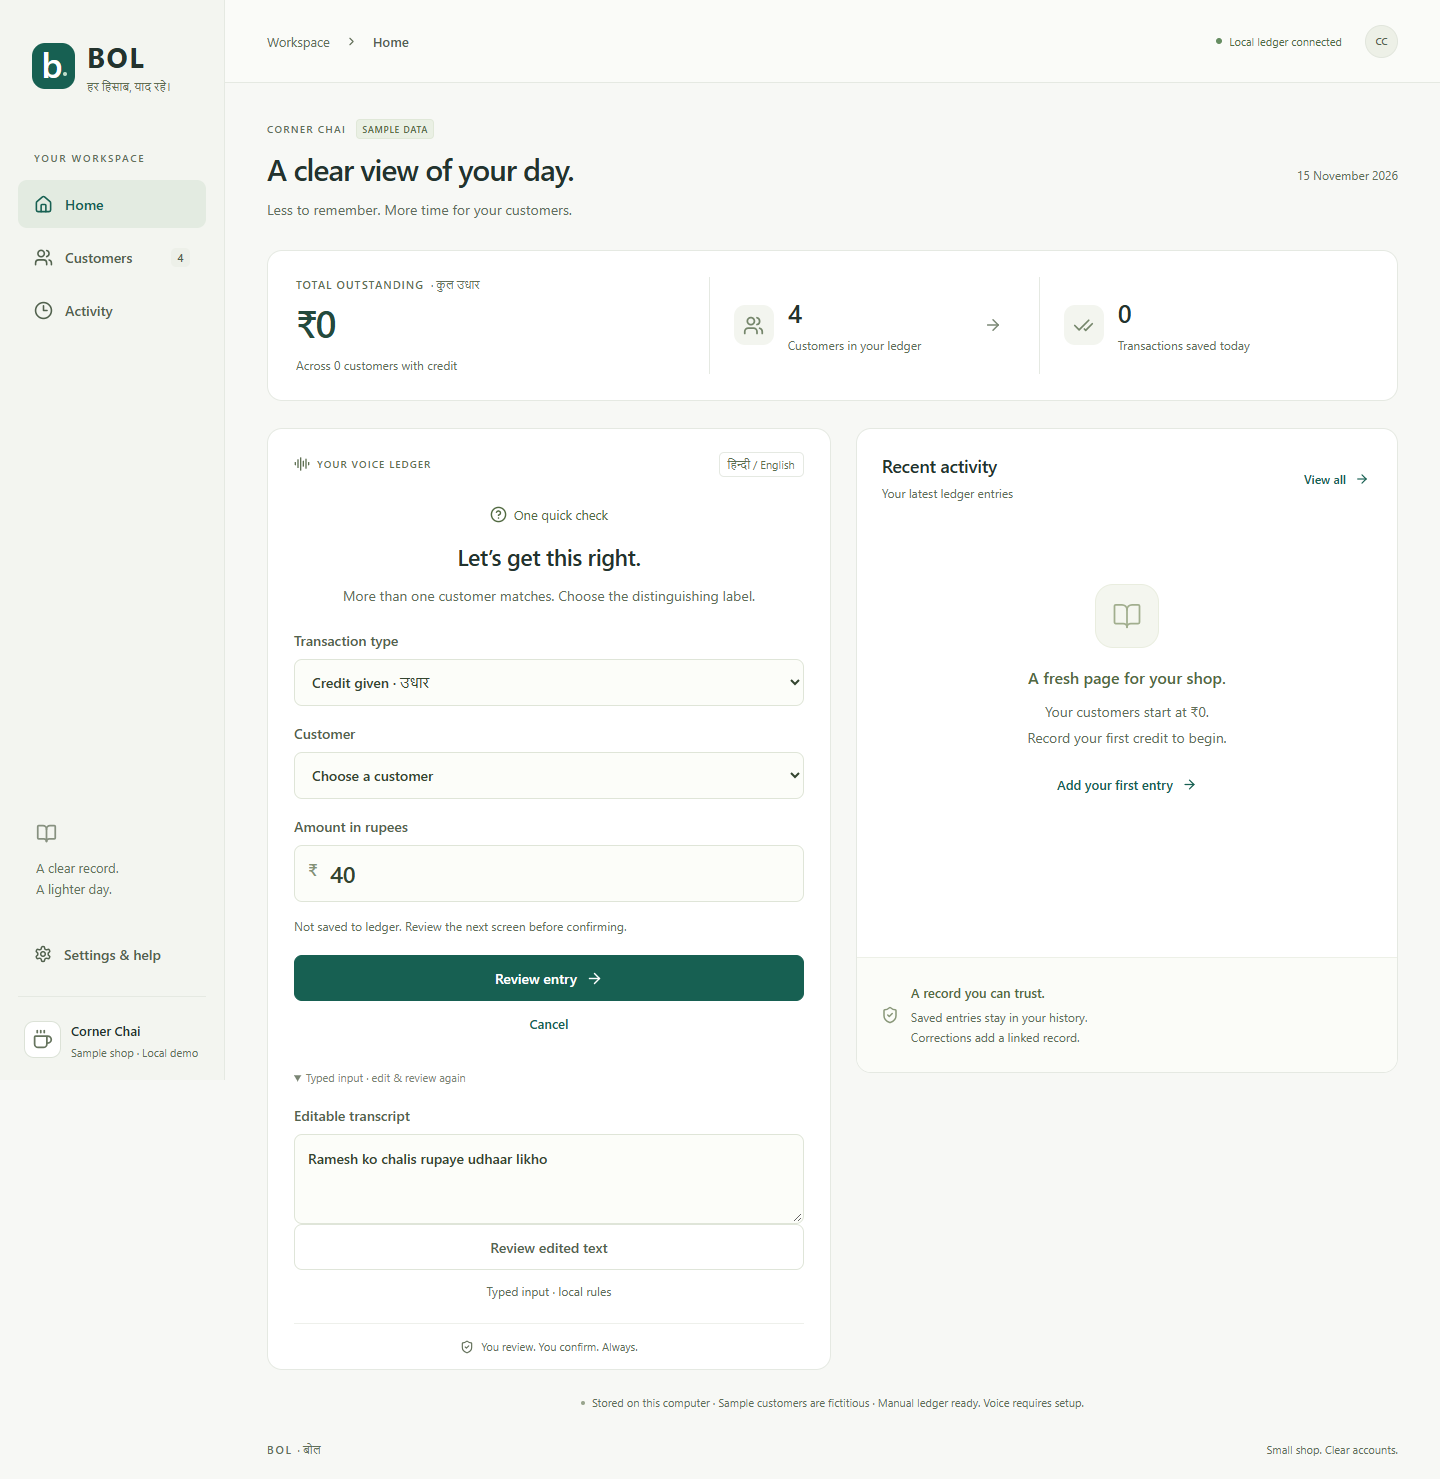 b.
BOL
हर हिसाब, याद रहे।
YOUR WORKSPACE
Home
Customers
4
Activity
A clear record.
A lighter day.
Settings & help
Corner Chai
Sample shop · Local demo
Workspace
Home
Local ledger connected
CC
CORNER CHAI
SAMPLE DATA
A clear view of your day.
15 November 2026
Less to remember. More time for your customers.
TOTAL OUTSTANDING · कुल उधार
₹0
Across 0 customers with credit
4
Customers in your ledger
0
Transactions saved today
YOUR VOICE LEDGER
हिन्दी / English
One quick check
Let’s get this right.
More than one customer matches. Choose the distinguishing label.
Transaction type
Credit given · उधार
Customer
Choose a customer
Amount in rupees
₹ 40
Not saved to ledger. Review the next screen before confirming.
Review entry
Cancel
Typed input · edit & review again
Editable transcript
Ramesh ko chalis rupaye udhaar likho
Review edited text
Typed input · local rules
You review. You confirm. Always.
Recent activity
Your latest ledger entries
View all
A fresh page for your shop.
Your customers start at ₹0.
Record your first credit to begin.
Add your first entry
A record you can trust.
Saved entries stay in your history.
Corrections add a linked record.
Stored on this computer · Sample customers are fictitious · Manual ledger ready. Voice requires setup.
BOL · बोल
Small shop. Clear accounts.